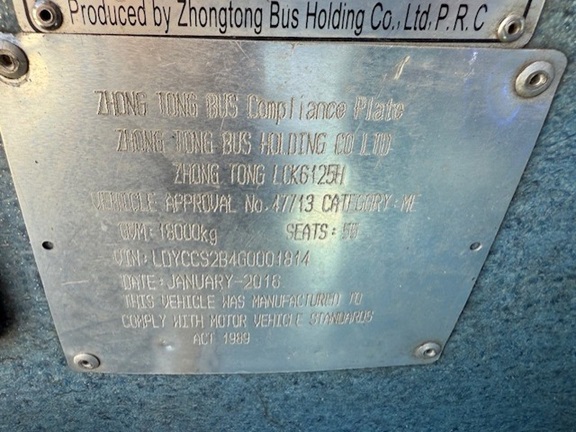 Produced by Zhongtong Bus Holding Co., Ltd, P.R.C
ZHONG TONG BUS Compliance Plate
ZHONG TONG BUS HOLDING CO LTD
ZHONG TONG LCK6125H
VEHICLE APPROVAL No.47713 CATEGORY:ME
GVM:18000kg SEATS:
VIN:LDYCCS2B4G0001814
DATE:JANUARY-2016
THIS VEHICLE WAS MANUFACTURED TO
COMPLY WITH MOTOR VEHICLE STANDARDS
ACT 1989